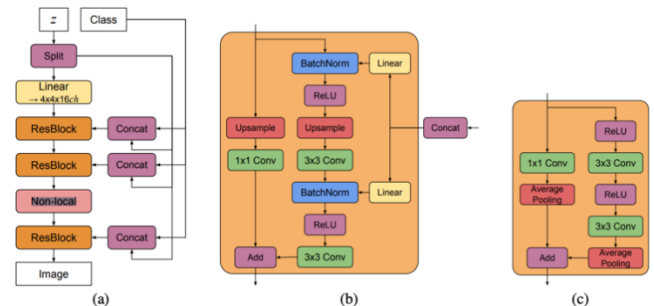 z
Class
Split
Linear
→ 4x4x16ch
ResBlock
Concat
ResBlock
Concat
Non-local
ResBlock
Concat
Image
(a)
BatchNorm
Linear
ReLU
Upsample
Upsample
Concat
1x1 Conv
3x3 Conv
BatchNorm
Linear
ReLU
Add
3x3 Conv
(b)
ReLU
1x1 Conv
3x3 Conv
Average
Pooling
ReLU
3x3 Conv
Add
Average
Pooling
(c)